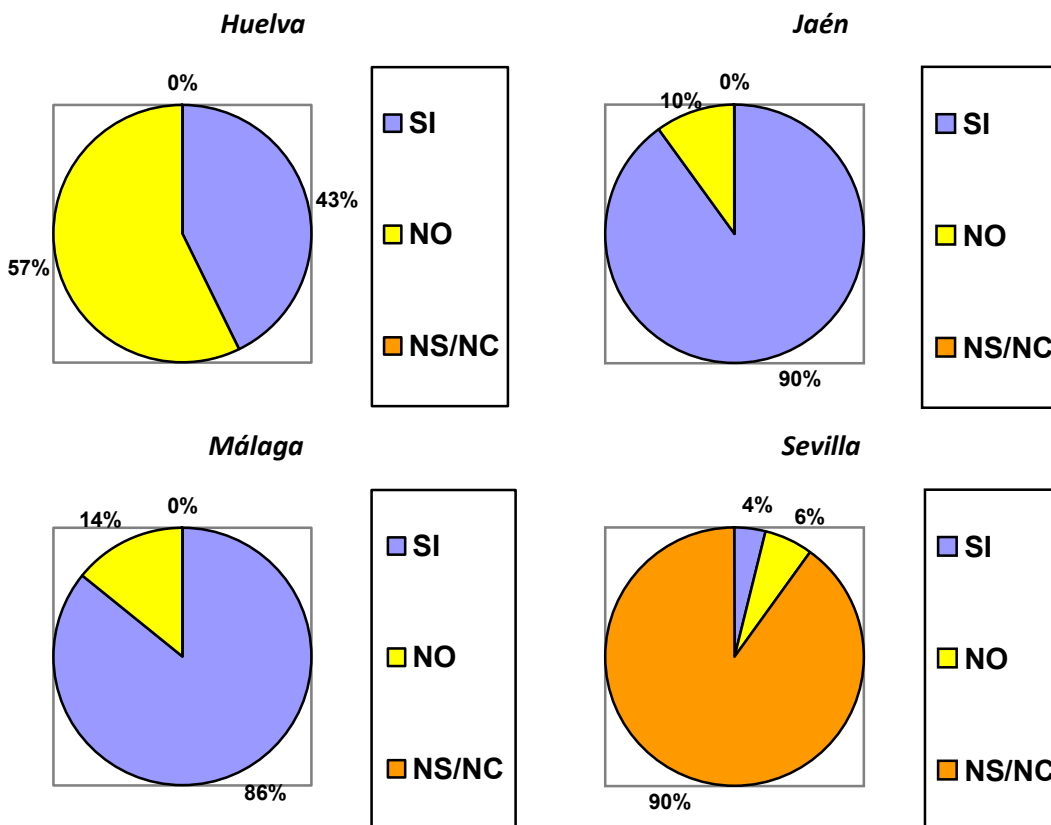 Huelva
0%
43%
57%
SI
NO
NS/NC
Jaén
0%
10%
90%
SI
NO
NS/NC
Málaga
0%
14%
86%
SI
NO
NS/NC
Sevilla
4%
6%
90%
SI
NO
NS/NC